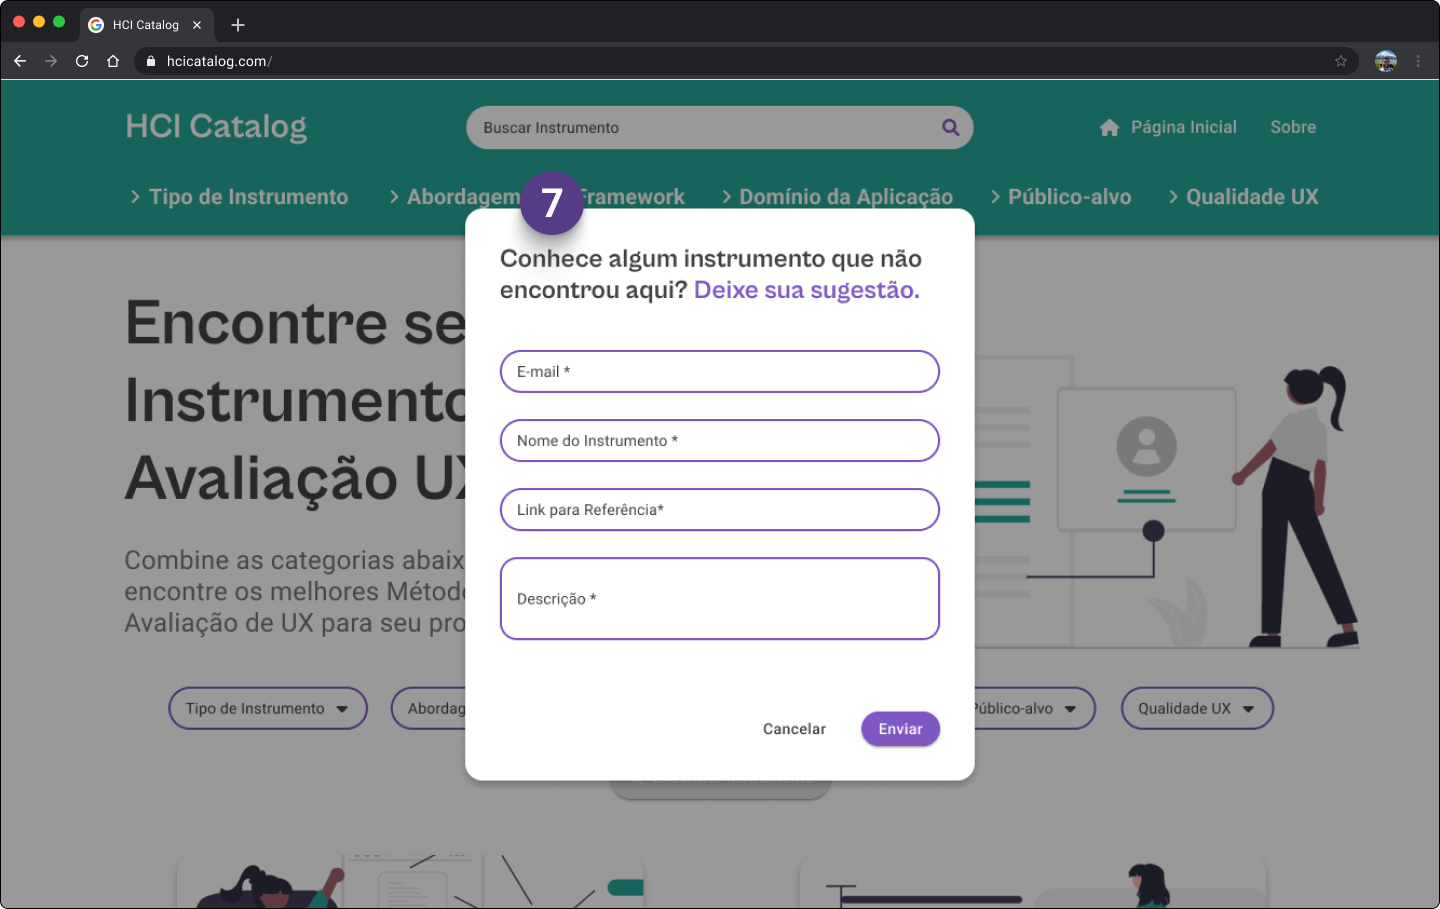 HCI Catalog
hcicatalog.com/
HCI Catalog
Buscar Instrumento
Página Inicial
Sobre
Tipo de Instrumento
Abordagem
Framework
Domínio da Aplicação
Público-alvo
Qualidade UX
7
Conhece algum instrumento que não
encontrou aqui? Deixe sua sugestão.
E-mail *
Nome do Instrumento *
Link para Referência*
Descrição *
Cancelar
Enviar
Encontre se
Instrumento
Avaliação UX
Combine as categorias abaix
encontre os melhores Métod
Avaliação de UX para seu pro
Tipo de Instrumento
Abordag
Público-alvo
Qualidade UX